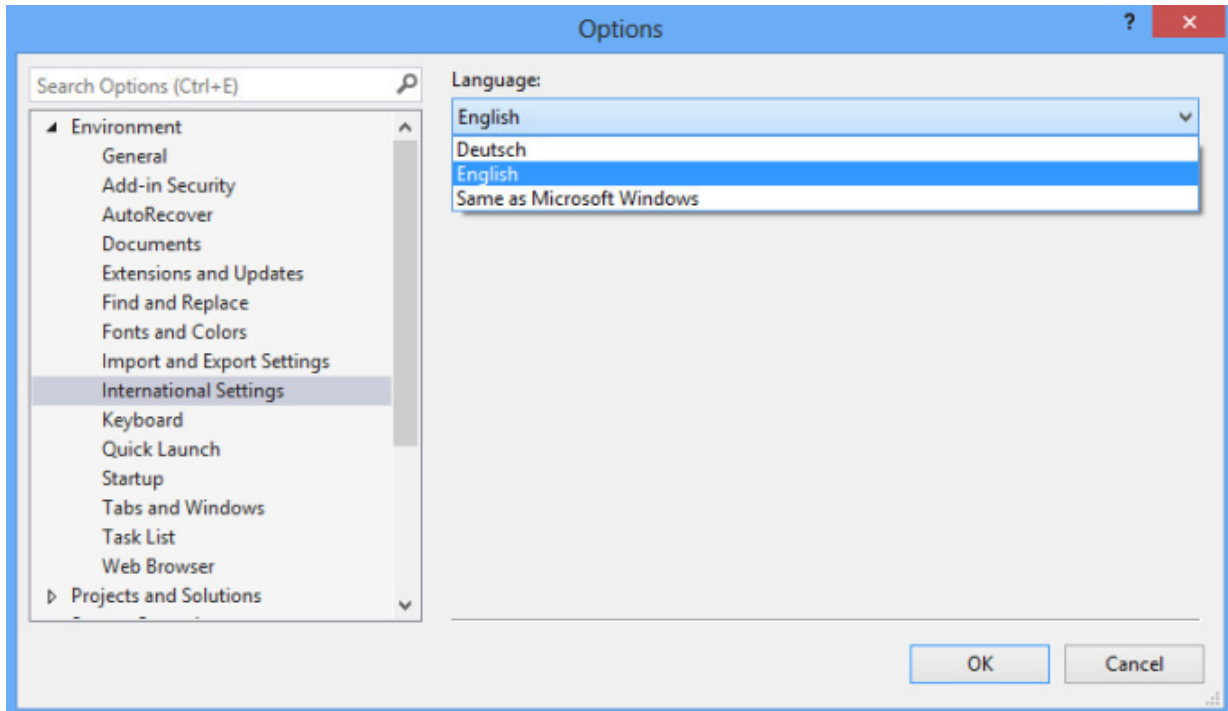 Options
?
Search Options (Ctrl+E)
Environment
General
Add-in Security
AutoRecover
Documents
Extensions and Updates
Find and Replace
Fonts and Colors
Import and Export Settings
International Settings
Keyboard
Quick Launch
Startup
Tabs and Windows
Task List
Web Browser
Projects and Solutions
Language:
English
Deutsch
English
Same as Microsoft Windows
OK
Cancel